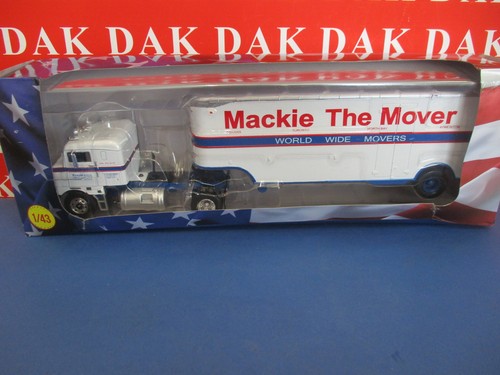 DAK DAK DAK DAK DAK DAK
Mackie The Mover
WORLD WIDE MOVERS
1/43